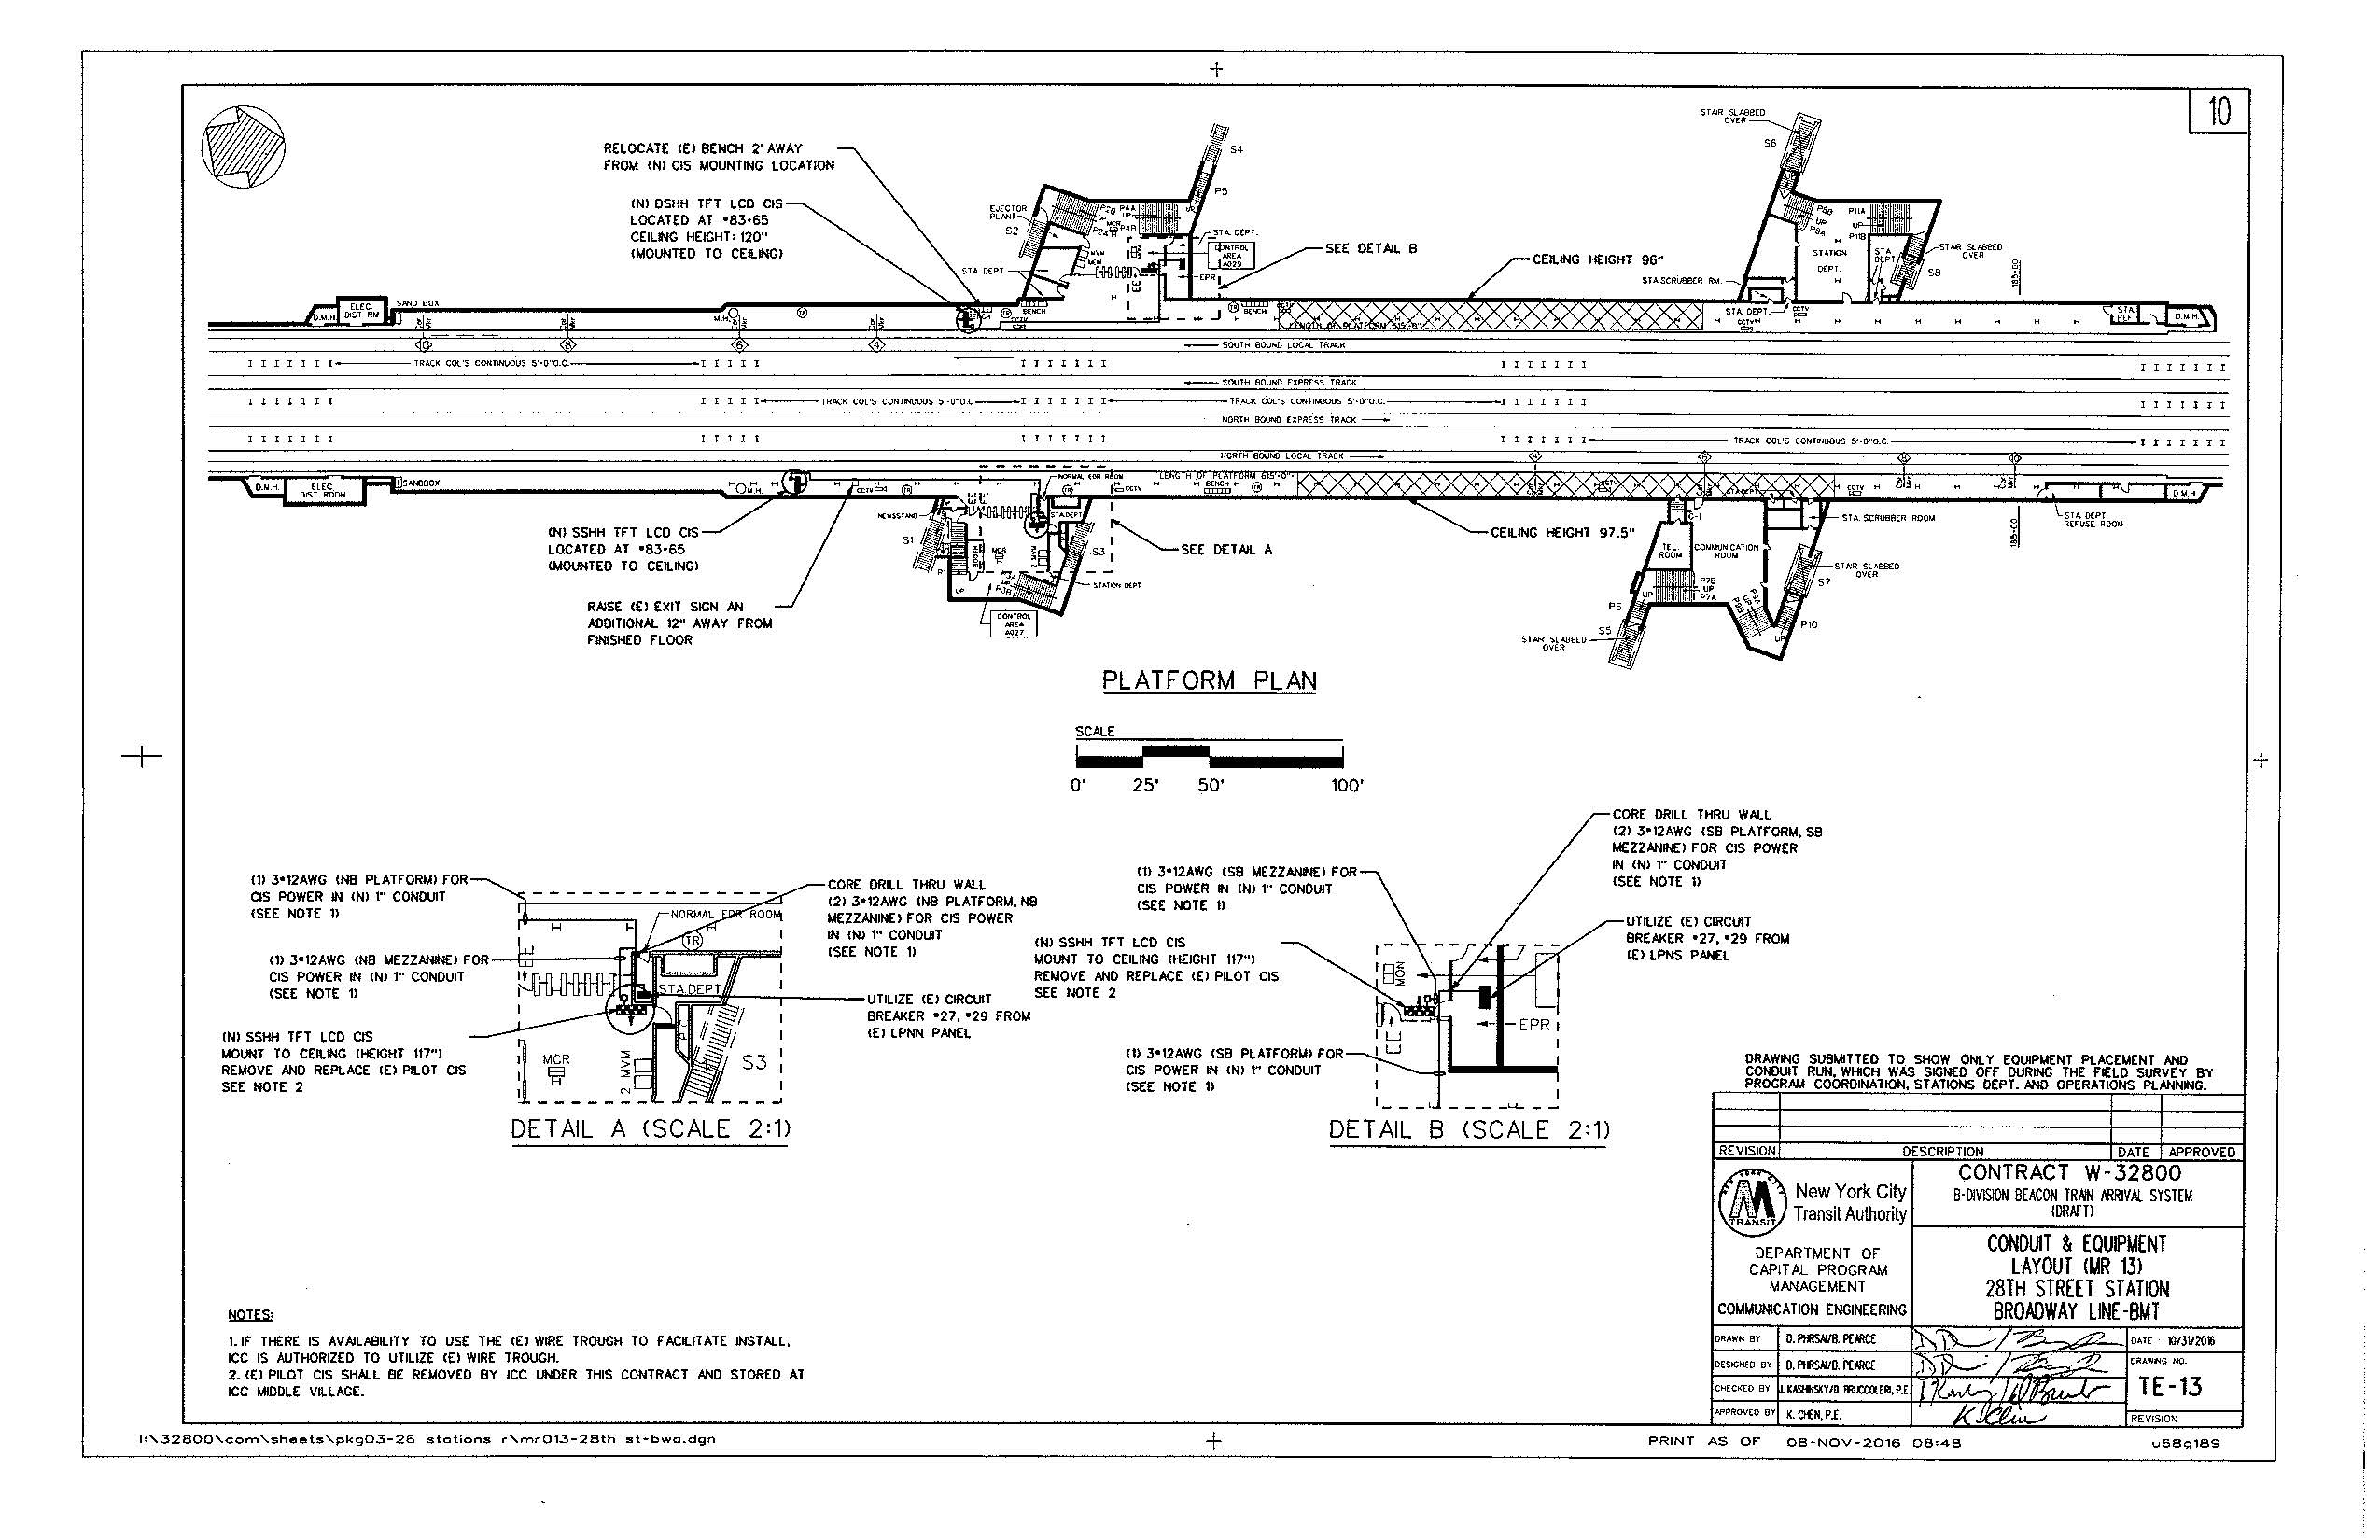 10
STAIR SLABBED
OVER
S6
S4
P5
RELOCATE (E) BENCH 2' AWAY
FROM (N) CIS MOUNTING LOCATION
(N) DSHH TFT LCD CIS
LOCATED AT #83+65
CEILING HEIGHT: 120"
(MOUNTED TO CEILING)
EJECTOR
PLANT
S2
STA. DEPT.
MVM
MEM
STA. DEPT.
CONTROL
AREA
A029
EPR
SEE DETAIL B
CEILING HEIGHT 96"
STATION
DEPT.
STA.
DEPT.
STAIR SLABBED
OVER
S8
185+00
STA.SCRUBBER RM.
STA. DEPT.
CCTV
STA.
REF.
D.M.H.
D.M.H.
ELEC.
DIST RM
SAND BOX
M.H.
TR
BENCH
CCTV
BENCH
LENGTH OF PLATFORM 615'-0"
10
8
6
4
SOUTH BOUND LOCAL TRACK
TRACK COL'S CONTINUOUS 5'-0"O.C.
SOUTH BOUND EXPRESS TRACK
TRACK COL'S CONTINUOUS 5'-0"O.C
TRACK COL'S CONTINUOUS 5'-0"O.C.
NORTH BOUND EXPRESS TRACK
TRACK COL'S CONTINUOUS 5'-0"O.C.
NORTH BOUND LOCAL TRACK
4
6
8
10
D.M.H.
ELEC.
DIST. ROOM
SANDBOX
M.H.
CCTV
TR
NORMAL EDR ROOM
CCTV
LENGTH OF PLATFORM 615'-0"
BENCH
TR
CCTV
D.M.H
NEWSSTAND
STA.DEPT
S1
P1
BOOTH
MCR
2 MVM
S3
UP
STATION DEPT
CONTROL
AREA
A027
SEE DETAIL A
(N) SSHH TFT LCD CIS
LOCATED AT #83+65
(MOUNTED TO CEILING)
RAISE (E) EXIT SIGN AN
ADDITIONAL 12" AWAY FROM
FINISHED FLOOR
CEILING HEIGHT 97.5"
C-1
TEL.
ROOM
COMMUNICATION
ROOM
STA. SCRUBBER ROOM
185+00
STA. DEPT
REFUSE ROOM
STAIR SLABBED
OVER
S7
P7B
UP
P7A
P6
S5
P10
UP
STAIR SLABBED
OVER
PLATFORM PLAN
SCALE
0' 25' 50' 100'
(1) 3#12AWG (NB PLATFORM) FOR
CIS POWER IN (N) 1" CONDUIT
(SEE NOTE 1)
(1) 3#12AWG (NB MEZZANINE) FOR
CIS POWER IN (N) 1" CONDUIT
(SEE NOTE 1)
(N) SSHH TFT LCD CIS
MOUNT TO CEILING (HEIGHT 117")
REMOVE AND REPLACE (E) PILOT CIS
SEE NOTE 2
NORMAL EDR ROOM
TR
STA.DEPT
MCR
2 MVM
S3
CORE DRILL THRU WALL
(2) 3#12AWG (NB PLATFORM, NB
MEZZANINE) FOR CIS POWER
IN (N) 1" CONDUIT
(SEE NOTE 1)
UTILIZE (E) CIRCUIT
BREAKER #27, #29 FROM
(E) LPNN PANEL
DETAIL A (SCALE 2:1)
(1) 3#12AWG (SB MEZZANINE) FOR
CIS POWER IN (N) 1" CONDUIT
(SEE NOTE 1)
(N) SSHH TFT LCD CIS
MOUNT TO CEILING (HEIGHT 117")
REMOVE AND REPLACE (E) PILOT CIS
SEE NOTE 2
(1) 3#12AWG (SB PLATFORM) FOR
CIS POWER IN (N) 1" CONDUIT
(SEE NOTE 1)
MON.
EE
EPR
CORE DRILL THRU WALL
(2) 3#12AWG (SB PLATFORM, SB
MEZZANINE) FOR CIS POWER
IN (N) 1" CONDUIT
(SEE NOTE 1)
UTILIZE (E) CIRCUIT
BREAKER #27, #29 FROM
(E) LPNS PANEL
DETAIL B (SCALE 2:1)
DRAWING SUBMITTED TO SHOW ONLY EQUIPMENT PLACEMENT AND
CONDUIT RUN, WHICH WAS SIGNED OFF DURING THE FIELD SURVEY BY
PROGRAM COORDINATION, STATIONS DEPT. AND OPERATIONS PLANNING.
REVISION DESCRIPTION DATE APPROVED
NEW YORK CITY
TRANSIT
New York City
Transit Authority
DEPARTMENT OF
CAPITAL PROGRAM
MANAGEMENT
COMMUNICATION ENGINEERING
CONTRACT W-32800
B-DIVISION BEACON TRAIN ARRIVAL SYSTEM
(DRAFT)
CONDUIT & EQUIPMENT
LAYOUT (MR 13)
28TH STREET STATION
BROADWAY LINE-BMT
DRAWN BY D. PHRSAI/B. PEARCE
DATE 10/31/2016
DESIGNED BY D. PHRSAI/B. PEARCE
DRAWING NO.
TE-13
CHECKED BY J. KASHINSKY/D. BRUCCOLERI, P.E.
APPROVED BY K. CHEN, P.E.
REVISION
NOTES:
1. IF THERE IS AVAILABILITY TO USE THE (E) WIRE TROUGH TO FACILITATE INSTALL,
ICC IS AUTHORIZED TO UTILIZE (E) WIRE TROUGH.
2. (E) PILOT CIS SHALL BE REMOVED BY ICC UNDER THIS CONTRACT AND STORED AT
ICC MIDDLE VILLAGE.
I:\32800\com\sheets\pkg03-26 stations r\mr013-28th st-bwa.dgn
PRINT AS OF 08-NOV-2016 08:48
u58g189